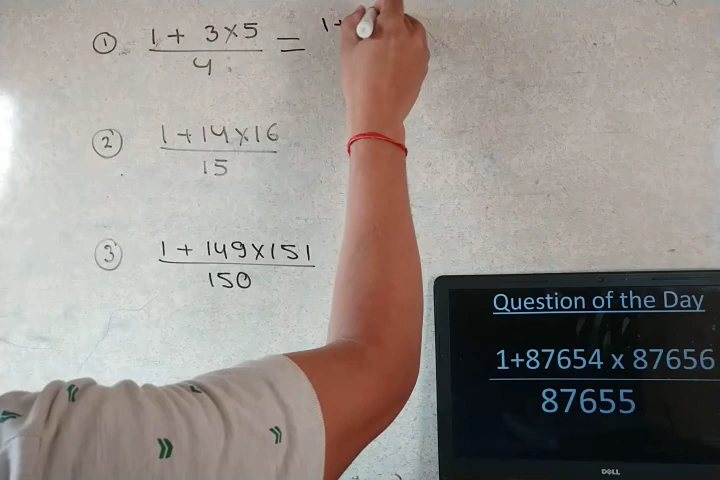 ① 1 + 3×5 = 1+
4
② 1+14×16
15
③ 1 + 149×151
150
Question of the Day
1+87654 x 87656
87655
DELL